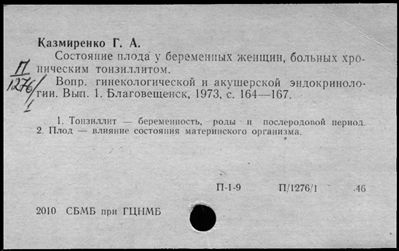 Казмиренко Г. А.
Состояние плода у беременных женщин, больных хро-
ническим тонзиллитом.
П
1276/1
Вопр. гинекологической и акушерской эндокриноло-
гии. Вып. 1. Благовещенск, 1973, с. 164—167.
1. Тонзиллит — беременность, роды и послеродовой период.
2. Плод — влияние состояния материнского организма.
П-1-9 П/1276/1 .46
2010 СБМБ при ГЦНМБ